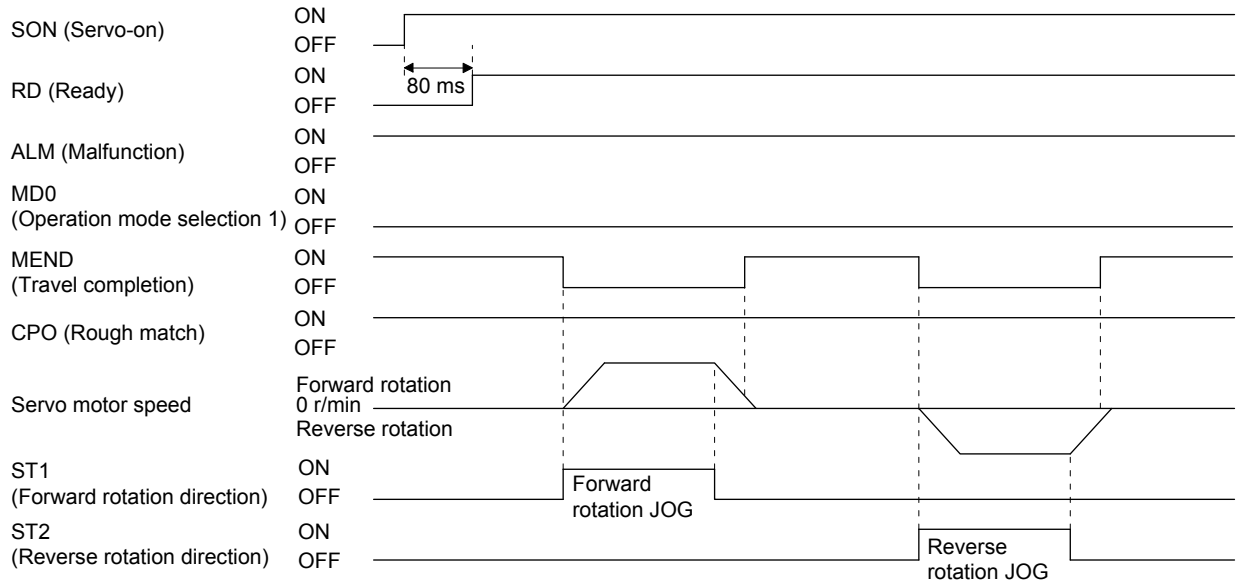 SON (Servo-on)
ON
OFF
RD (Ready)
ON
OFF
80 ms
ALM (Malfunction)
ON
OFF
MD0
(Operation mode selection 1)
ON
OFF
MEND
(Travel completion)
ON
OFF
CPO (Rough match)
ON
OFF
Servo motor speed
Forward rotation
0 r/min
Reverse rotation
ST1
(Forward rotation direction)
ON
OFF
Forward
rotation JOG
ST2
(Reverse rotation direction)
ON
OFF
Reverse
rotation JOG